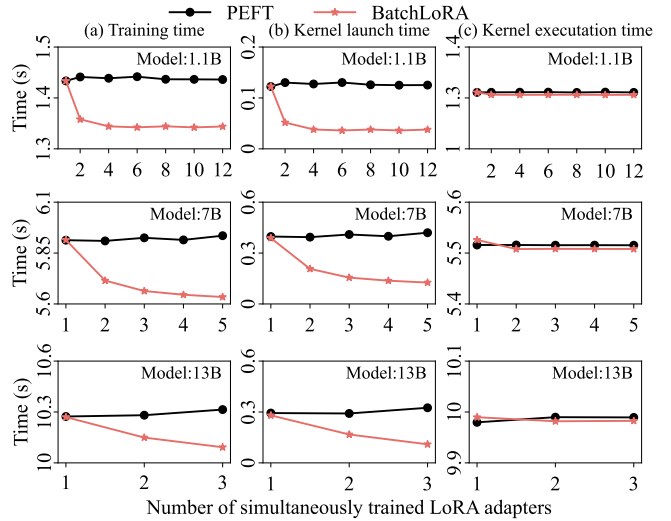 PEFT BatchLoRA
(a) Training time (b) Kernel launch time (c) Kernel execution time
Time (s)
1.5
1.4
1.3
Model:1.1B
2 4 6 8 10 12
0.2
0.1
0
Model:1.1B
2 4 6 8 10 12
1.4
1.3
1
Model:1.1B
2 4 6 8 10 12
Time (s)
6.1
5.85
5.6
Model:7B
1 2 3 4 5
0.6
0.3
0
Model:7B
1 2 3 4 5
5.6
5.5
5.4
Model:7B
1 2 3 4 5
Time (s)
10.6
10.3
10
Model:13B
1 2 3
0.6
0.3
0
Model:13B
1 2 3
10.1
10
9.9
Model:13B
1 2 3
Number of simultaneously trained LoRA adapters